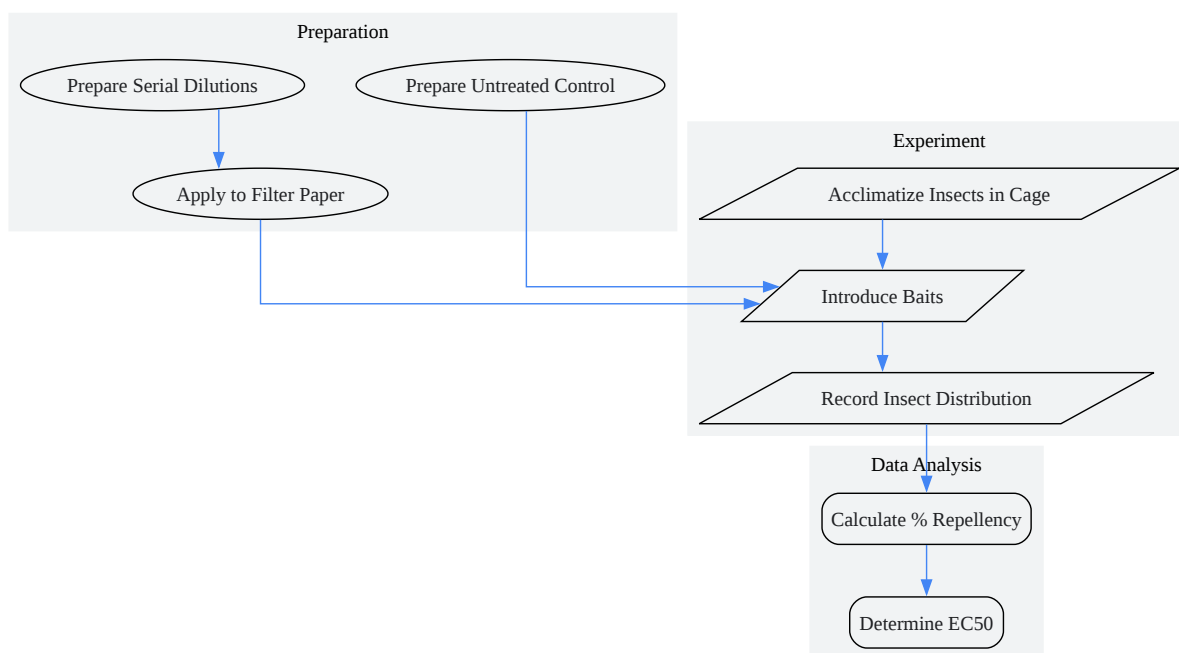 Preparation
Prepare Serial Dilutions
Prepare Untreated Control
Apply to Filter Paper
Experiment
Acclimatize Insects in Cage
Introduce Baits
Record Insect Distribution
Data Analysis
Calculate % Repellency
Determine EC50